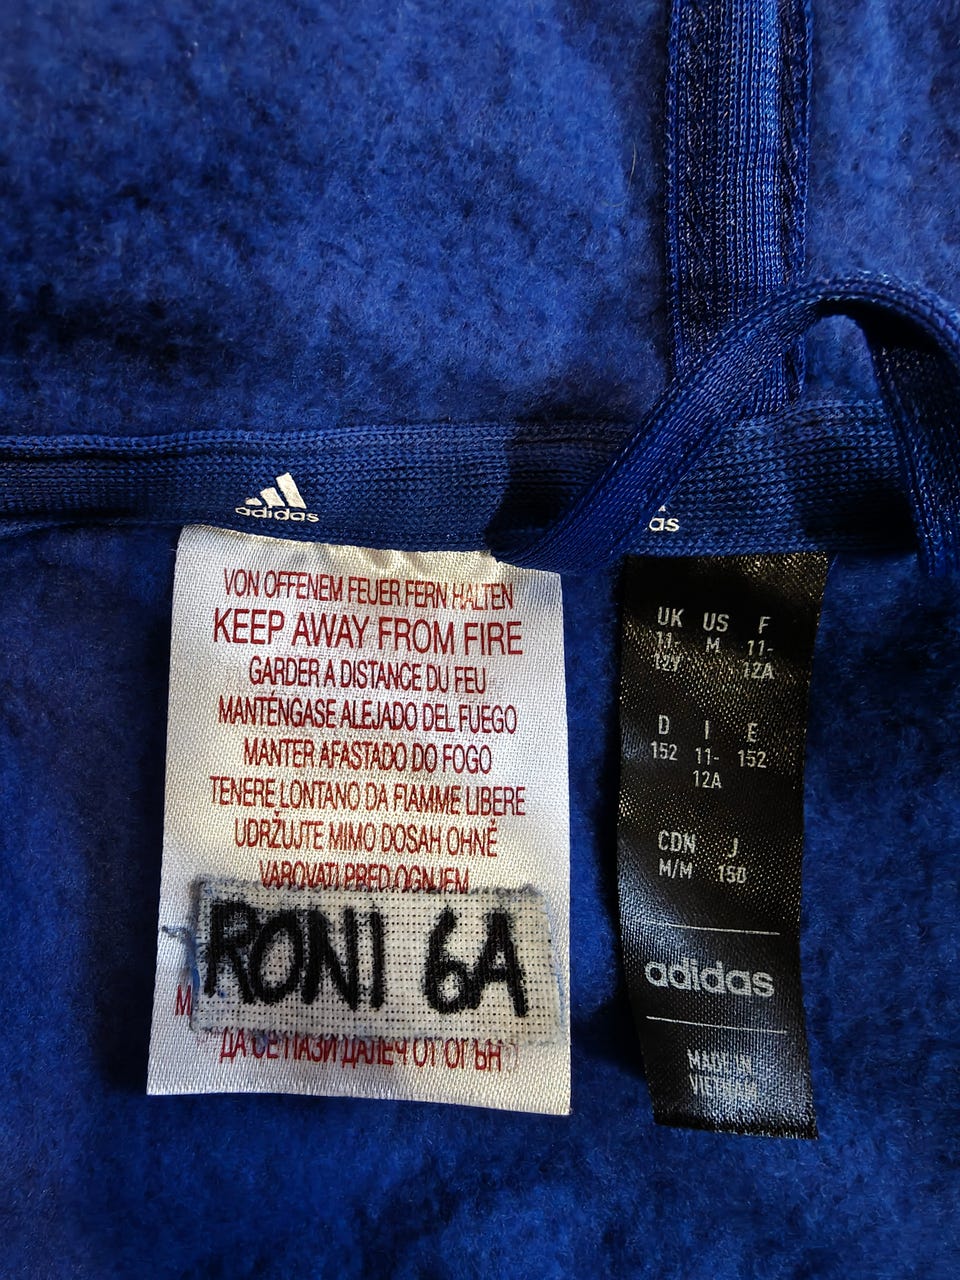 adidas
das
VON OFFENEM FEUER FERN HALTEN
KEEP AWAY FROM FIRE
GARDER A DISTANCE DU FEU
MANTÉNGASE ALEJADO DEL FUEGO
MANTER AFASTADO DO FOGO
TENERE LONTANO DA FIAMME LIBERE
UDRŽUJTE MIMO DOSAH OHNĚ
VAROVATI PRED OGNJEM
RONI 6A
M
ДА СЕ ПАЗИ ДАЛЕЧ ОТ ОГЪН
UK US F
11- M 11-
12Y 12A
D I E
152 11- 152
12A
CDN J
M/M 150
adidas
MADE IN
VIETNAM